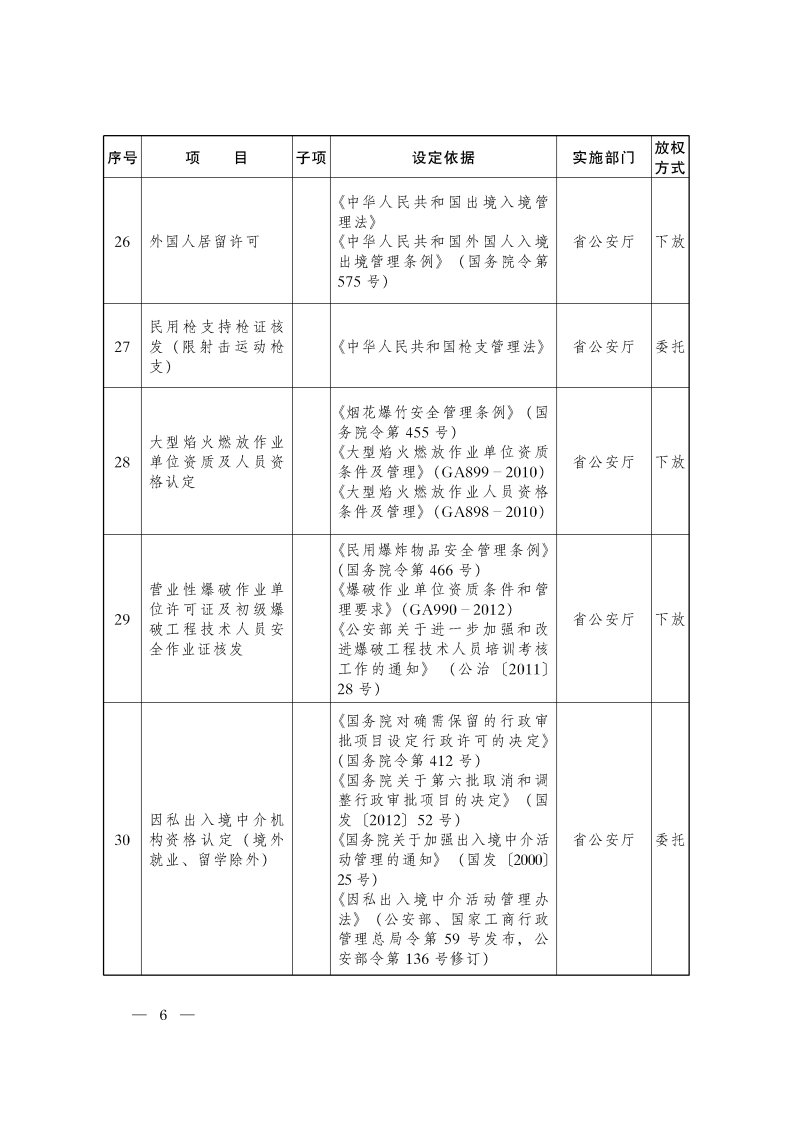 序号 项 目 子项 设定依据 实施部门 放权方式
26 外国人居留许可 《中华人民共和国出境入境管
理法》
《中华人民共和国外国人入境
出境管理条例》（国务院令第
575 号） 省公安厅 下放
27 民用枪支持枪证核
发（限射击运动枪
支） 《中华人民共和国枪支管理法》 省公安厅 委托
28 大型焰火燃放作业
单位资质及人员资
格认定 《烟花爆竹安全管理条例》（国
务院令第 455 号）
《大型焰火燃放作业单位资质
条件及管理》（GA899－2010）
《大型焰火燃放作业人员资格
条件及管理》（GA898－2010） 省公安厅 下放
29 营业性爆破作业单
位许可证及初级爆
破工程技术人员安
全作业证核发 《民用爆炸物品安全管理条例》
（国务院令第 466 号）
《爆破作业单位资质条件和管
理要求》（GA990－2012）
《公安部关于进一步加强和改
进爆破工程技术人员培训考核
工作的通知》（公治〔2011〕
28 号） 省公安厅 下放
30 因私出入境中介机
构资格认定（境外
就业、留学除外） 《国务院对确需保留的行政审
批项目设定行政许可的决定》
（国务院令第 412 号）
《国务院关于第六批取消和调
整行政审批项目的决定》（国
发〔2012〕52 号）
《国务院关于加强出入境中介活
动管理的通知》（国发〔2000〕
25 号）
《因私出入境中介活动管理办
法》（公安部、国家工商行政
管理总局令第 59 号发布，公
安部令第 136 号修订） 省公安厅 委托
— 6 —